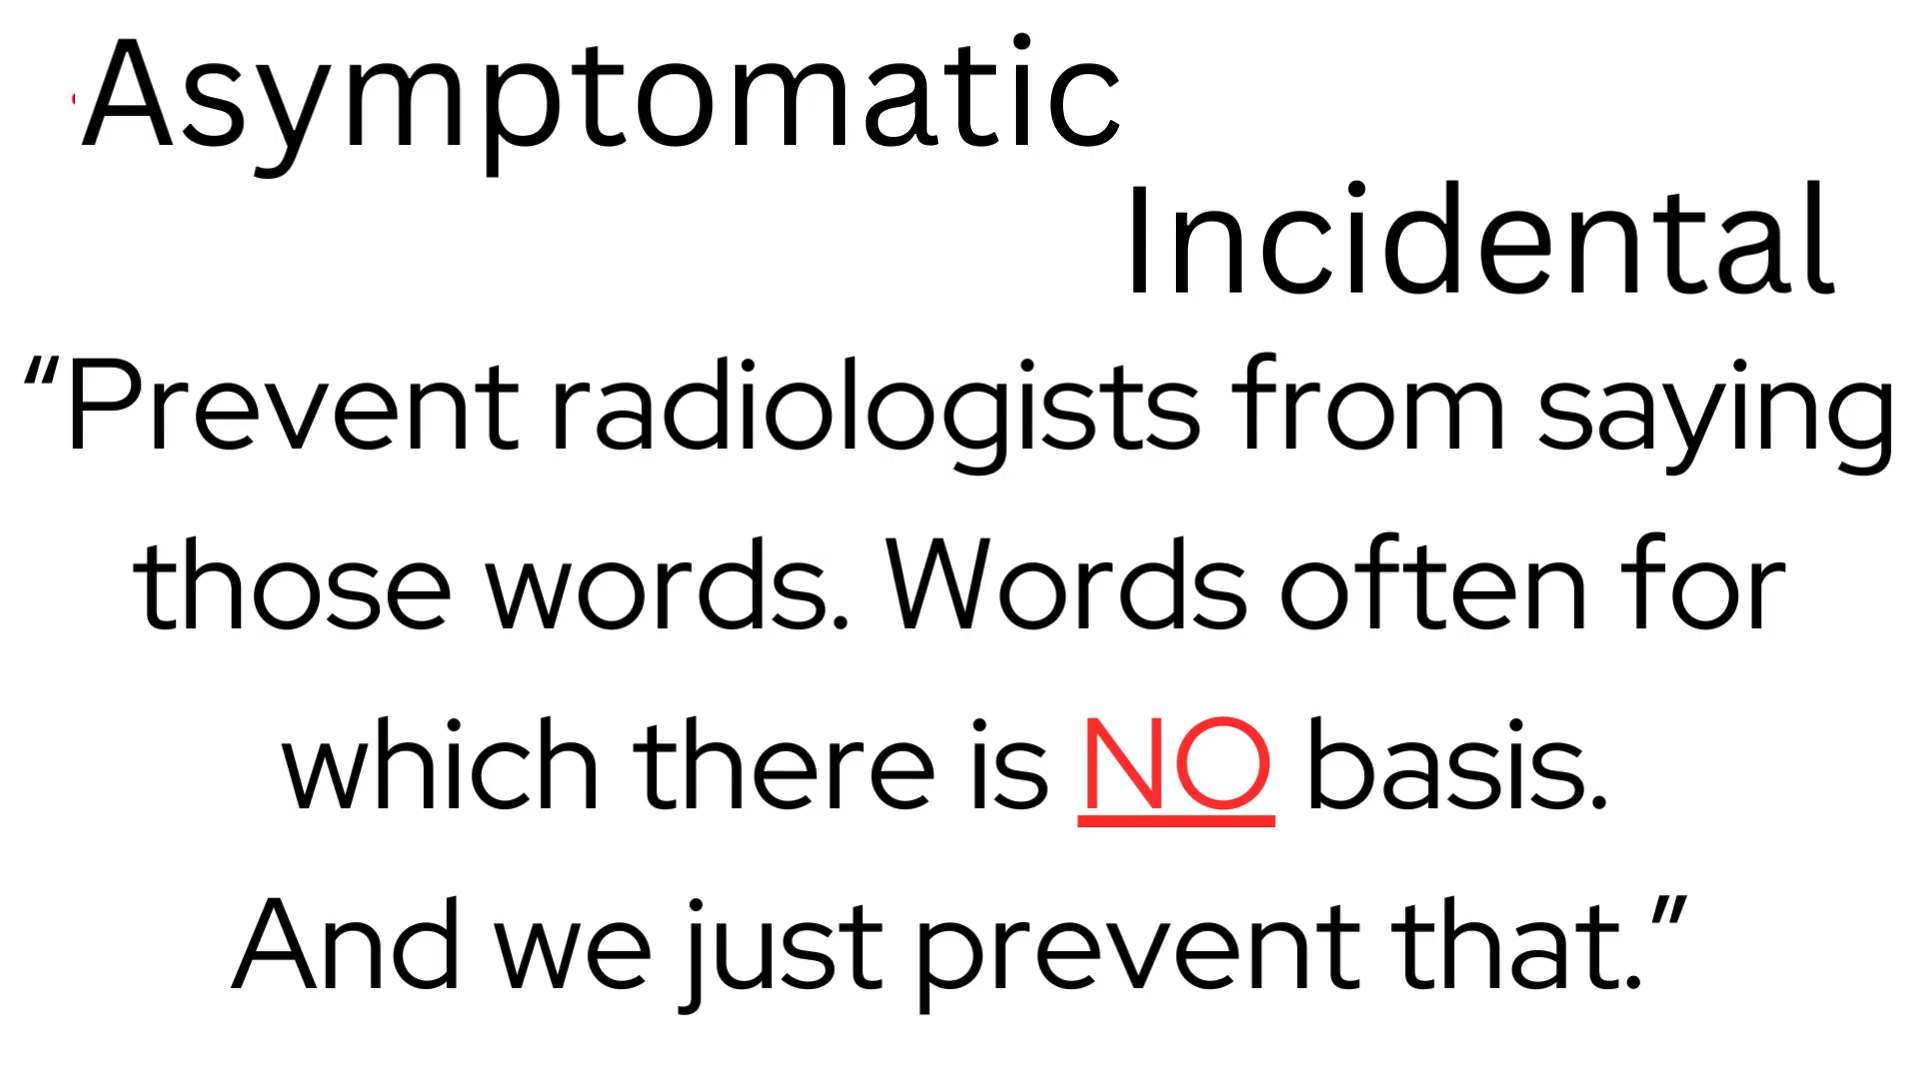 Asymptomatic
Incidental
“Prevent radiologists from saying
those words. Words often for
which there is NO basis.
And we just prevent that.”